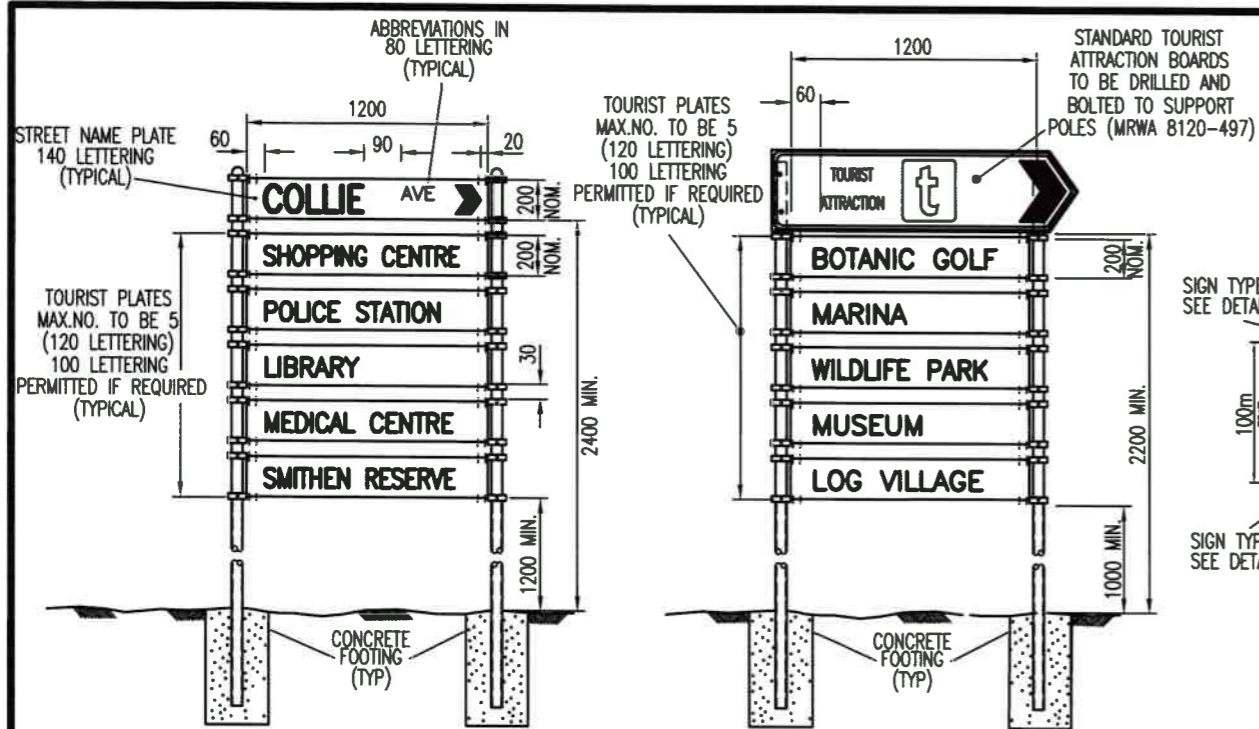 ABBREVIATIONS IN
80 LETTERING
(TYPICAL)
STREET NAME PLATE
140 LETTERING
(TYPICAL)
60
1200
90
20
COLLIE AVE
200 NOM.
SHOPPING CENTRE
200 NOM.
POLICE STATION
LIBRARY
30
MEDICAL CENTRE
SMITHEN RESERVE
TOURIST PLATES
MAX.NO. TO BE 5
(120 LETTERING)
100 LETTERING
PERMITTED IF REQUIRED
(TYPICAL)
2400 MIN.
1200 MIN.
CONCRETE
FOOTING
(TYP)
TOURIST PLATES
MAX.NO. TO BE 5
(120 LETTERING)
100 LETTERING
PERMITTED IF REQUIRED
(TYPICAL)
1200
60
STANDARD TOURIST
ATTRACTION BOARDS
TO BE DRILLED AND
BOLTED TO SUPPORT
POLES (MRWA 8120-497)
TOURIST
ATTRACTION
t
BOTANIC GOLF
200 NOM.
MARINA
WILDLIFE PARK
MUSEUM
LOG VILLAGE
2200 MIN.
1000 MIN.
CONCRETE
FOOTING
(TYP)
SIGN TYPE
SEE DETA
100m
SIGN TYP
SEE DETA